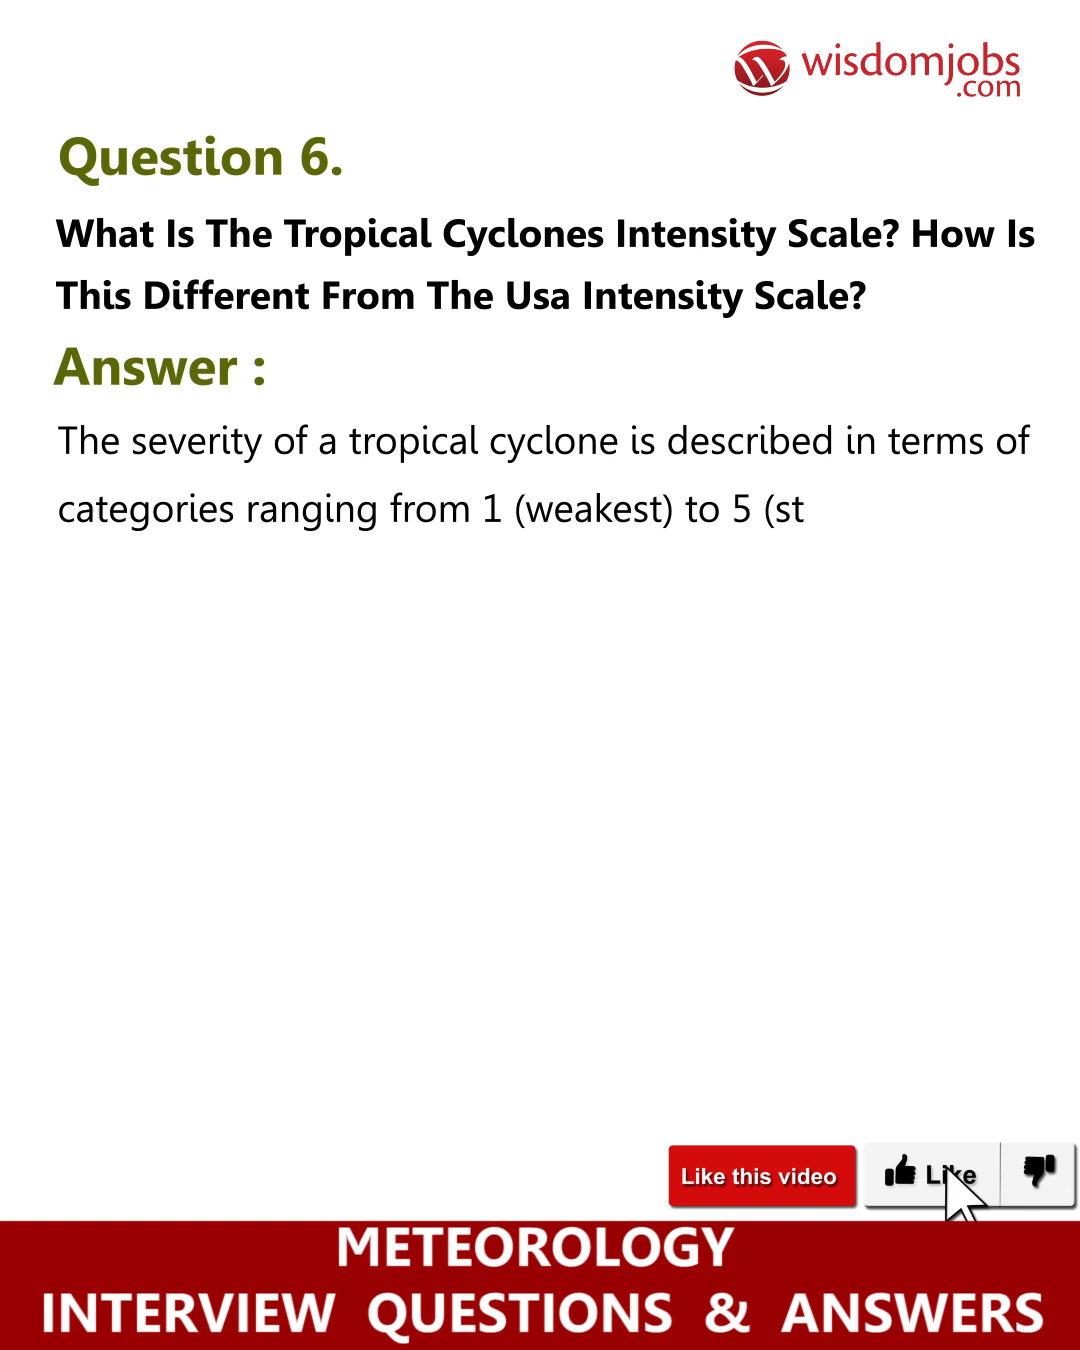 wisdomjobs
.com
Question 6.
What Is The Tropical Cyclones Intensity Scale? How Is
This Different From The Usa Intensity Scale?
Answer :
The severity of a tropical cyclone is described in terms of
categories ranging from 1 (weakest) to 5 (st
Like this video
Like
METEOROLOGY
INTERVIEW QUESTIONS & ANSWERS